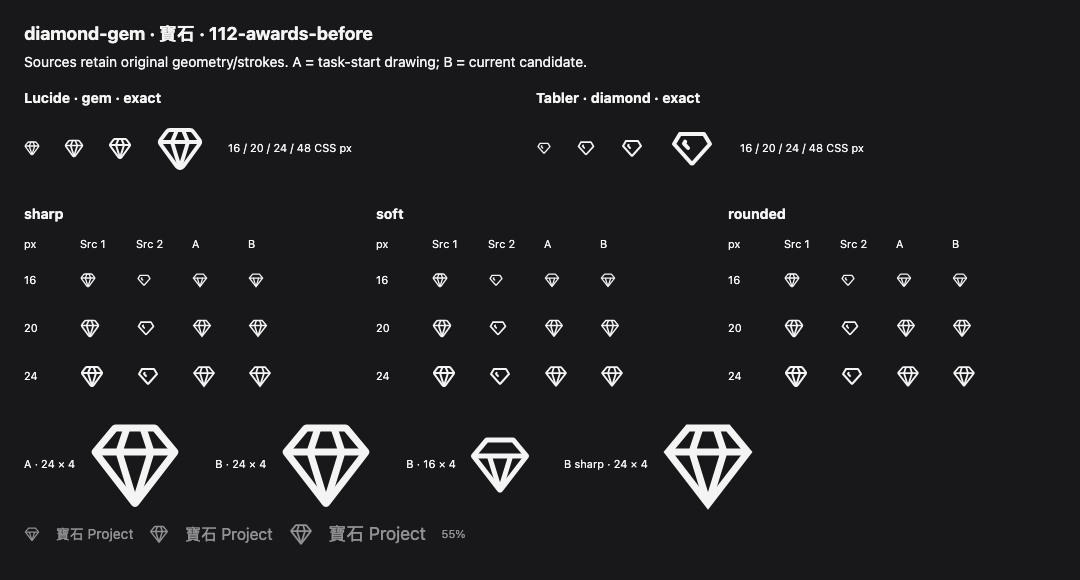 diamond-gem · 寶石 · 112-awards-before
Sources retain original geometry/strokes. A = task-start drawing; B = current candidate.
Lucide · gem · exact
16 / 20 / 24 / 48 CSS px
Tabler · diamond · exact
16 / 20 / 24 / 48 CSS px
sharp
px Src 1 Src 2 A B
16
20
24
soft
px Src 1 Src 2 A B
16
20
24
rounded
px Src 1 Src 2 A B
16
20
24
A · 24 × 4
B · 24 × 4
B · 16 × 4
B sharp · 24 × 4
寶石 Project
寶石 Project
寶石 Project
55%